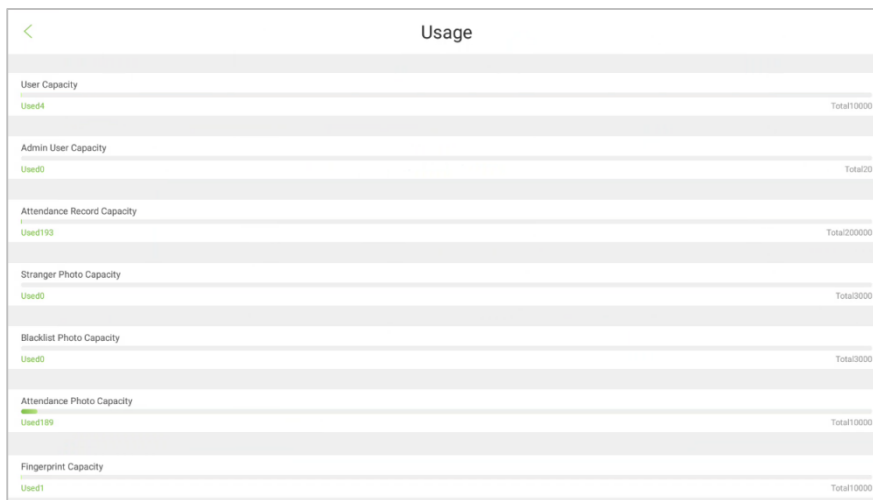 Usage
User Capacity
Used4 Total10000
Admin User Capacity
Used0 Total20
Attendance Record Capacity
Used193 Total200000
Stranger Photo Capacity
Used0 Total3000
Blacklist Photo Capacity
Used0 Total3000
Attendance Photo Capacity
Used189 Total10000
Fingerprint Capacity
Used1 Total10000